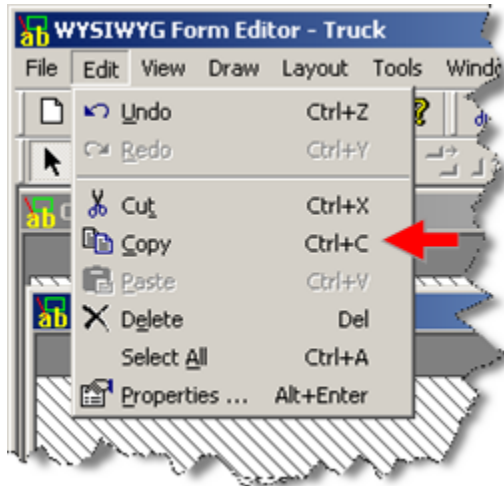 WYSIWYG Form Editor - Truck
File Edit View Draw Layout Tools
Undo Ctrl+Z
Redo Ctrl+Y
Cut Ctrl+X
Copy Ctrl+C
Paste Ctrl+V
Delete Del
Select All Ctrl+A
Properties ... Alt+Enter
ab